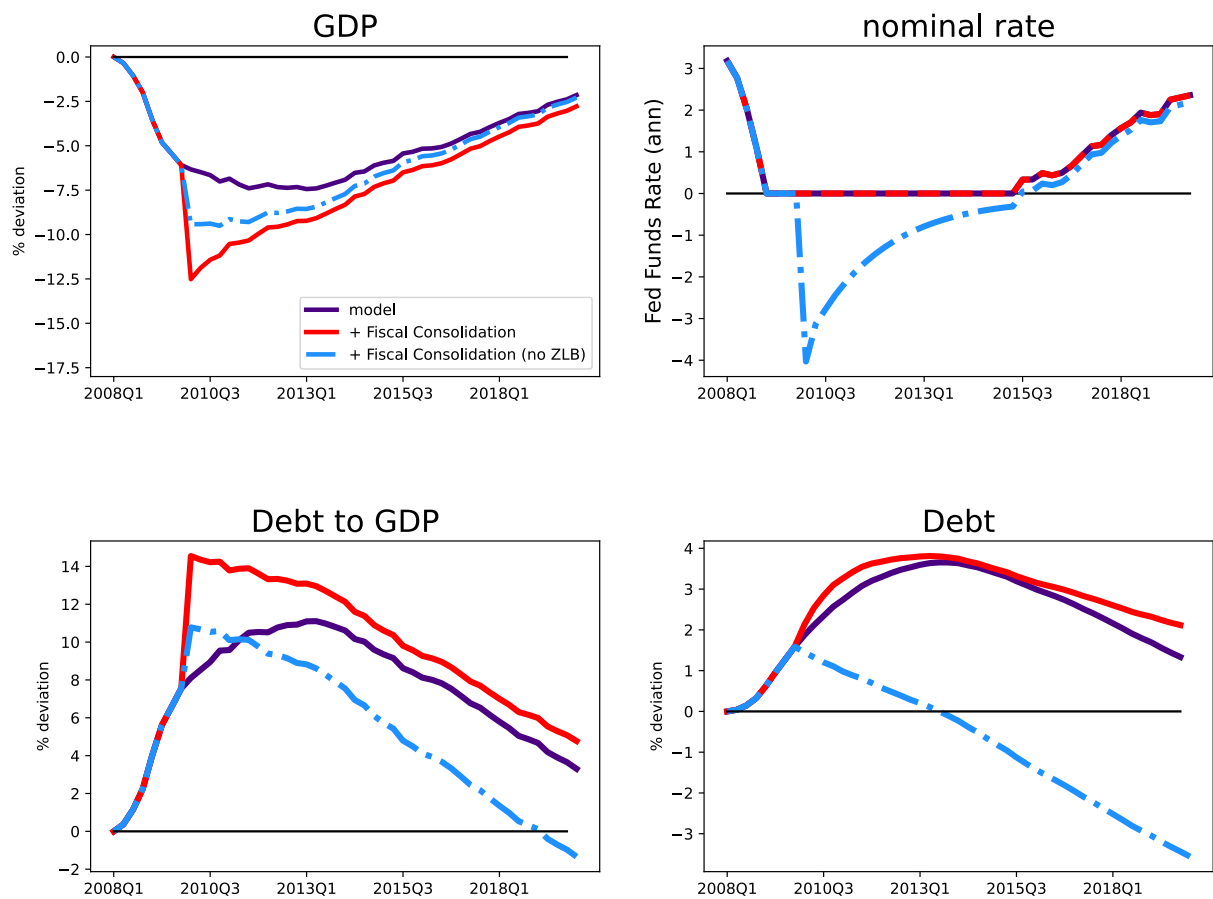 GDP
% deviation
0.0
−2.5
−5.0
−7.5
−10.0
−12.5
−15.0
−17.5
model
+ Fiscal Consolidation
+ Fiscal Consolidation (no ZLB)
2008Q1 2010Q3 2013Q1 2015Q3 2018Q1
nominal rate
Fed Funds Rate (ann)
3
2
1
0
−1
−2
−3
−4
2008Q1 2010Q3 2013Q1 2015Q1 2018Q1
Debt to GDP
% deviation
14
12
10
8
6
4
2
0
−2
2008Q1 2010Q3 2013Q1 2015Q3 2018Q1
Debt
% deviation
4
3
2
1
0
−1
−2
−3
2008Q1 2010Q3 2013Q1 2015Q3 2018Q1